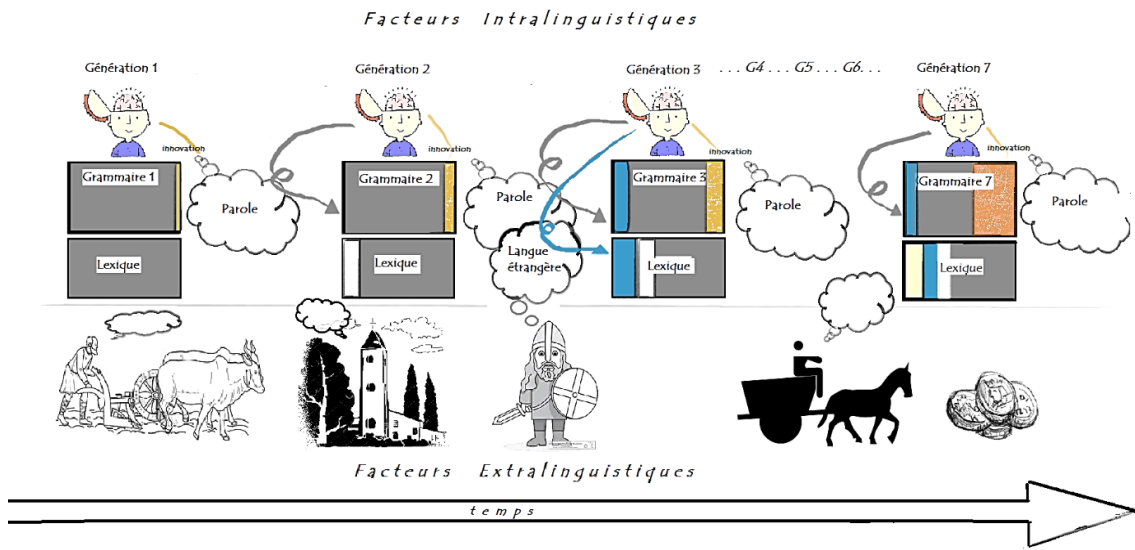 Facteurs Intralinguistiques
Génération 1
Génération 2
Génération 3
. . . G4 . . . G5 . . . G6 . . .
Génération 7
innovation
innovation
innovation
innovation
Grammaire 1
Parole
Grammaire 2
Parole
Grammaire 3
Parole
Grammaire 7
Parole
Lexique
Lexique
Langue
étrangère
Lexique
Lexique
Facteurs Extralinguistiques
temps